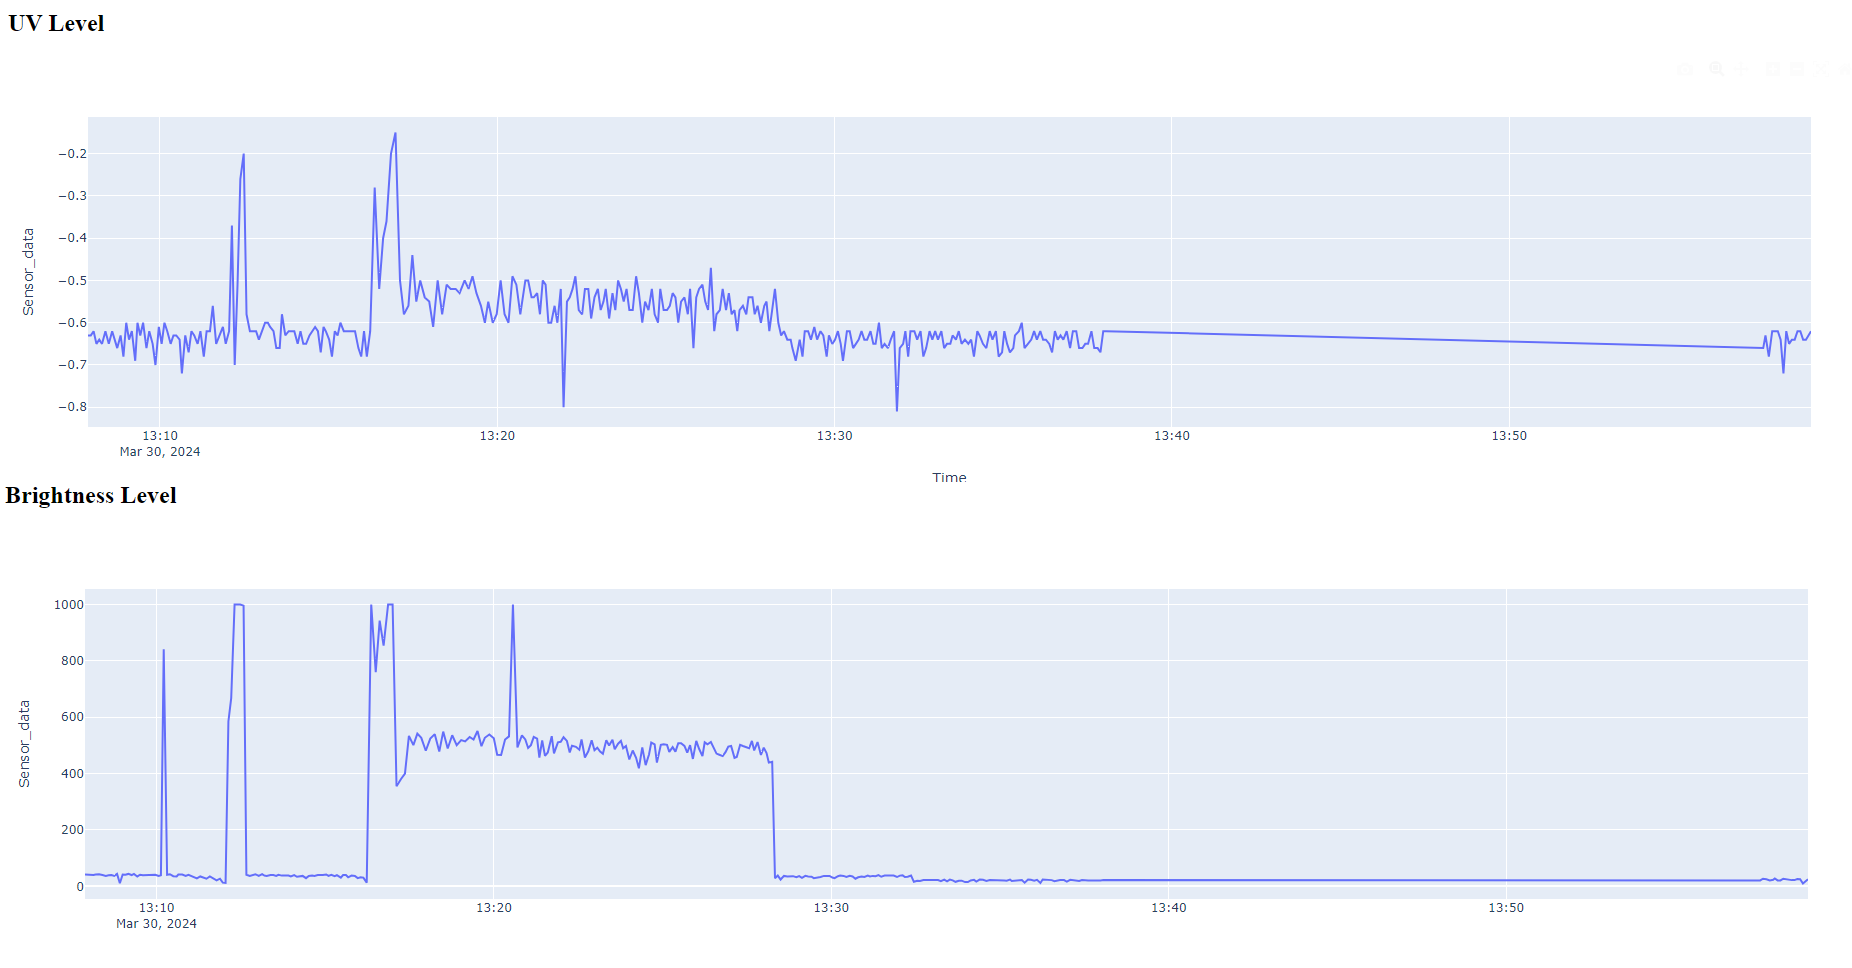 UV Level
−0.2
−0.3
−0.4
−0.5
−0.6
−0.7
−0.8
Sensor_data
13:10 13:20 13:30 13:40 13:50
Mar 30, 2024
Time
Brightness Level
1000
800
600
400
200
0
Sensor_data
13:10 13:20 13:30 13:40 13:50
Mar 30, 2024